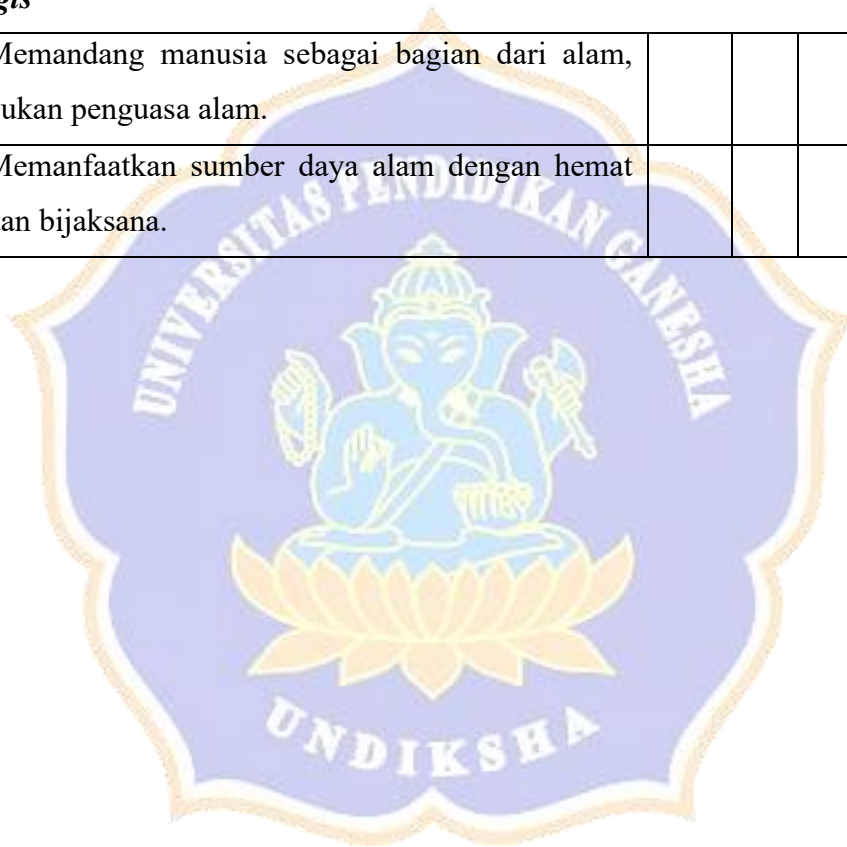 gis
Memandang manusia sebagai bagian dari alam,
ukan penguasa alam.
Memanfaatkan sumber daya alam dengan hemat
an bijaksana.
UNIVERSITAS PENDIDIKAN GANESHA
UNDIKSHA